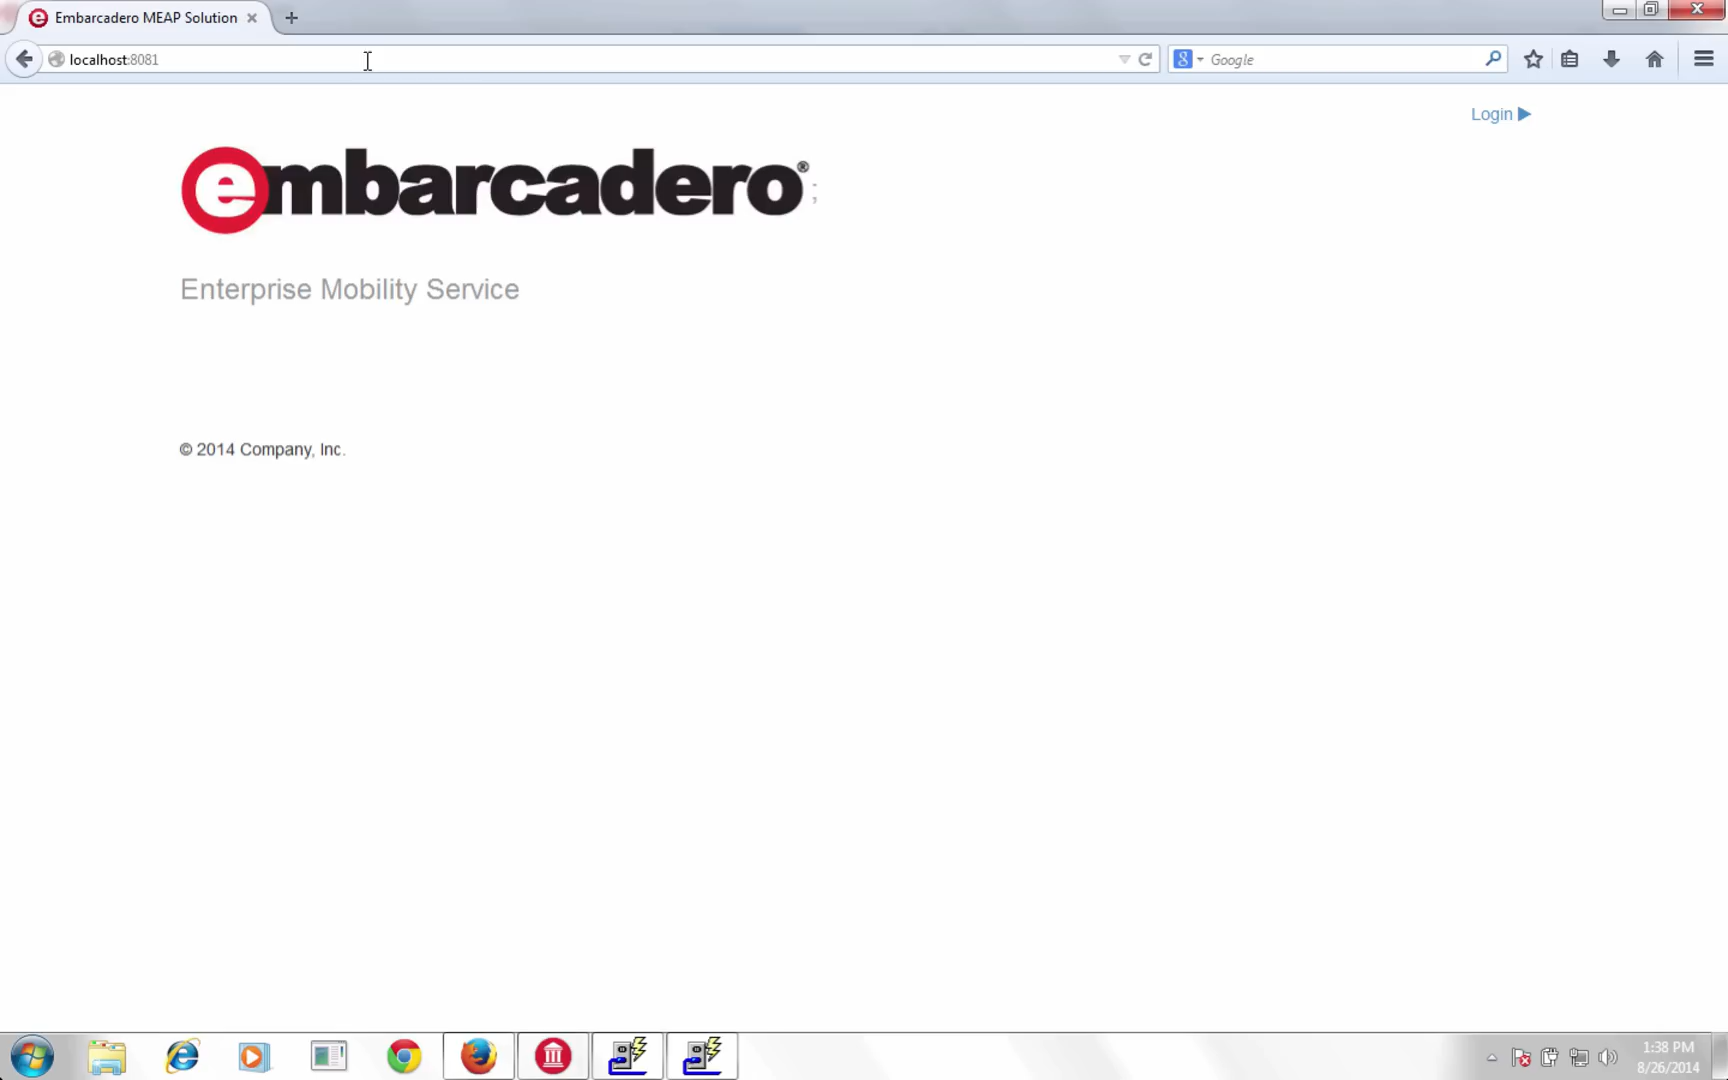 Embarcadero MEAP Solution
localhost:8081
Google
Login
embarcadero® ;
Enterprise Mobility Service
© 2014 Company, Inc.
1:38 PM
8/26/2014